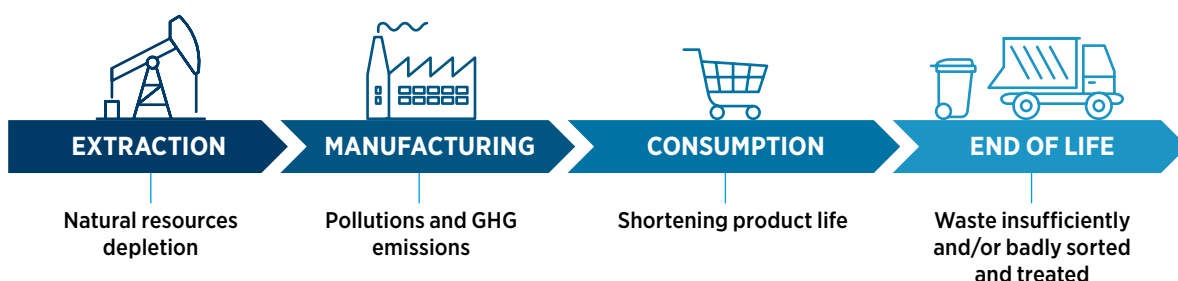 EXTRACTION
MANUFACTURING
CONSUMPTION
END OF LIFE
Natural resources
depletion
Pollutions and GHG
emissions
Shortening product life
Waste insufficiently
and/or badly sorted
and treated